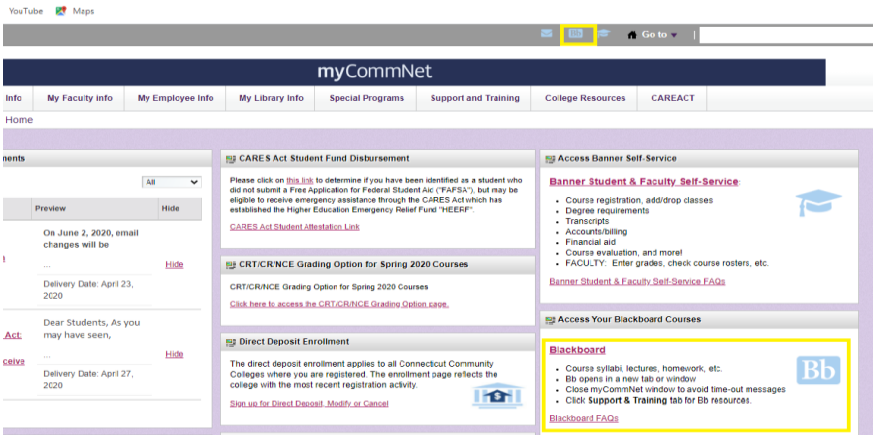 YouTube
Maps
Bb
Go to
myCommNet
Info
My Faculty info
My Employee Info
My Library Info
Special Programs
Support and Training
College Resources
CAREACT
Home
ments
All
Preview
Hide
On June 2, 2020, email
changes will be
...
Hide
Delivery Date: April 23,
2020
Act:
ceive
Dear Students, As you
may have seen,
...
Hide
Delivery Date: April 27,
2020
CARES Act Student Fund Disbursement
Please click on this link to determine if you have been identified as a student who
did not submit a Free Application for Federal Student Aid ("FAFSA"), but may be
eligible to receive emergency assistance through the CARES Act which has
established the Higher Education Emergency Relief Fund "HEERF".
CARES Act Student Attestation Link
CRT/CR/NCE Grading Option for Spring 2020 Courses
CRT/CR/NCE Grading Option for Spring 2020 Courses
Click here to access the CRT/CR/NCE Grading Option page.
Direct Deposit Enrollment
The direct deposit enrollment applies to all Connecticut Community
Colleges where you are registered. The enrollment page reflects the
college with the most recent registration activity.
Sign up for Direct Deposit, Modify or Cancel
$
Access Banner Self-Service
Banner Student & Faculty Self-Service
• Course registration, add/drop classes
• Degree requirements
• Transcripts
• Accounts/billing
• Financial aid
• Course evaluation, and more!
• FACULTY: Enter grades, check course rosters, etc.
Banner Student & Faculty Self-Service FAQs
Access Your Blackboard Courses
Blackboard
• Course syllabi, lectures, homework, etc.
• Bb opens in a new tab or window
• Close myCommNet window to avoid time-out messages
• Click Support & Training tab for Bb resources.
Bb
Blackboard FAQs